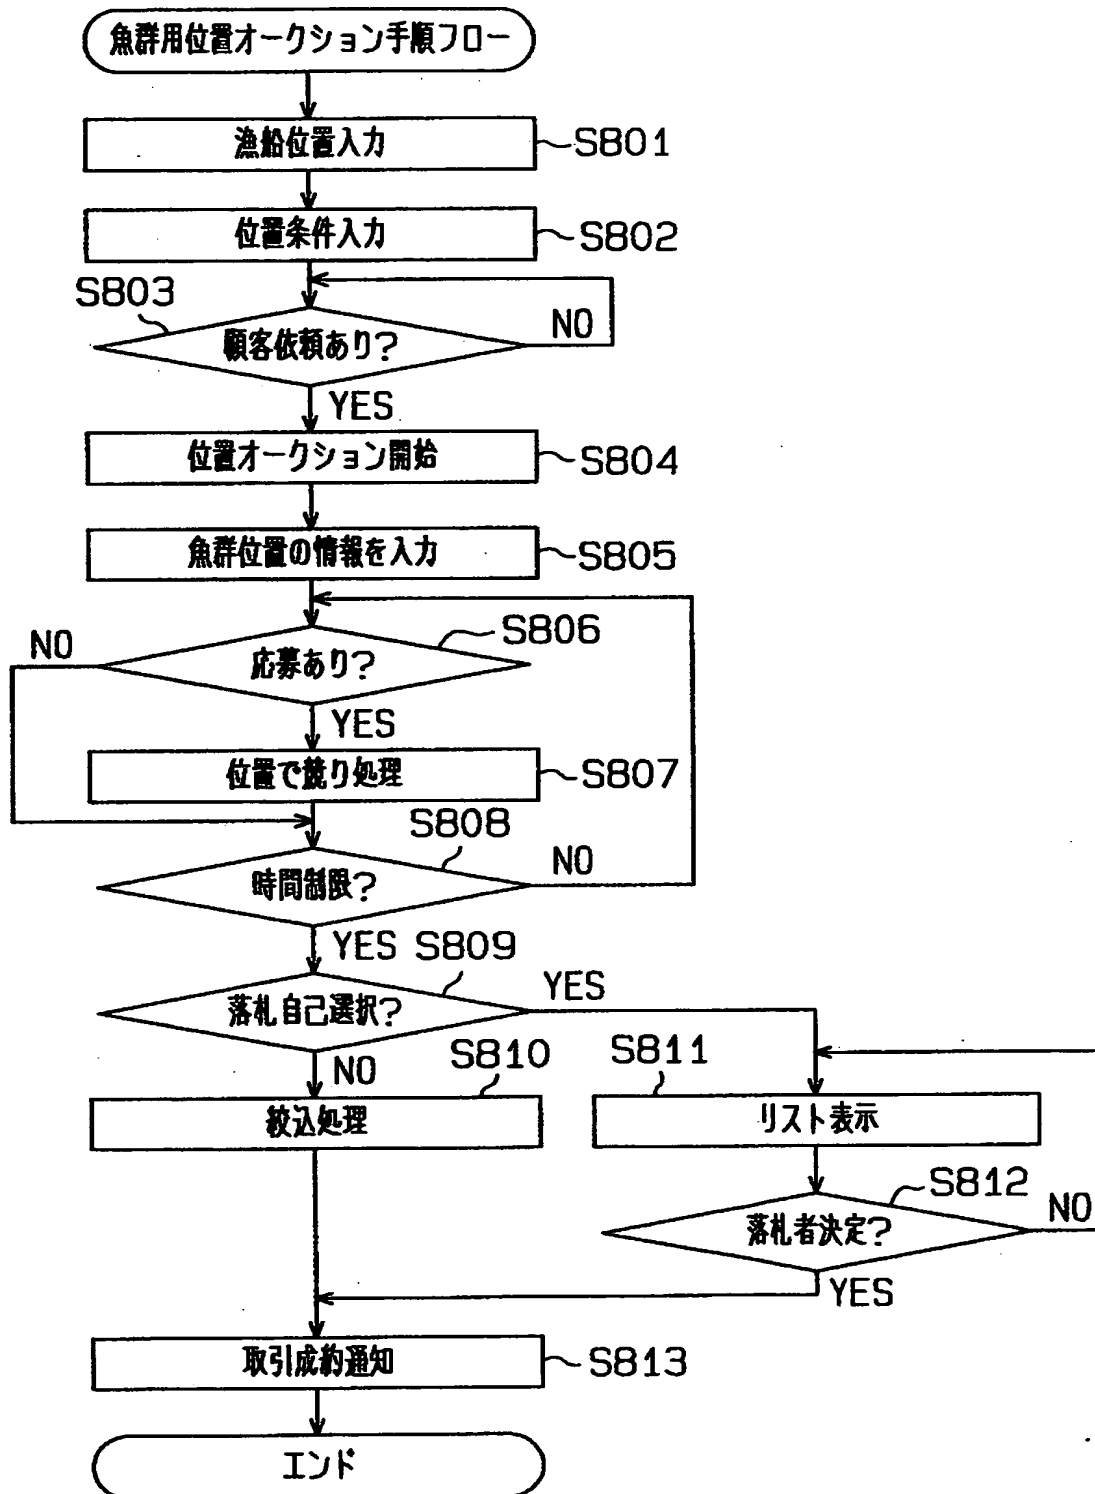 魚群用位置オークション手順フロー
漁船位置入力
S801
位置条件入力
S802
S803
顧客依頼あり?
NO
YES
位置オークション開始
S804
魚群位置の情報を入力
S805
NO
応募あり?
S806
YES
位置で競り処理
S807
S808
時間制限?
NO
YES
S809
落札自己選択?
YES
NO
S810
絞込処理
S811
リスト表示
S812
落札者決定?
NO
YES
取引成約通知
S813
エンド